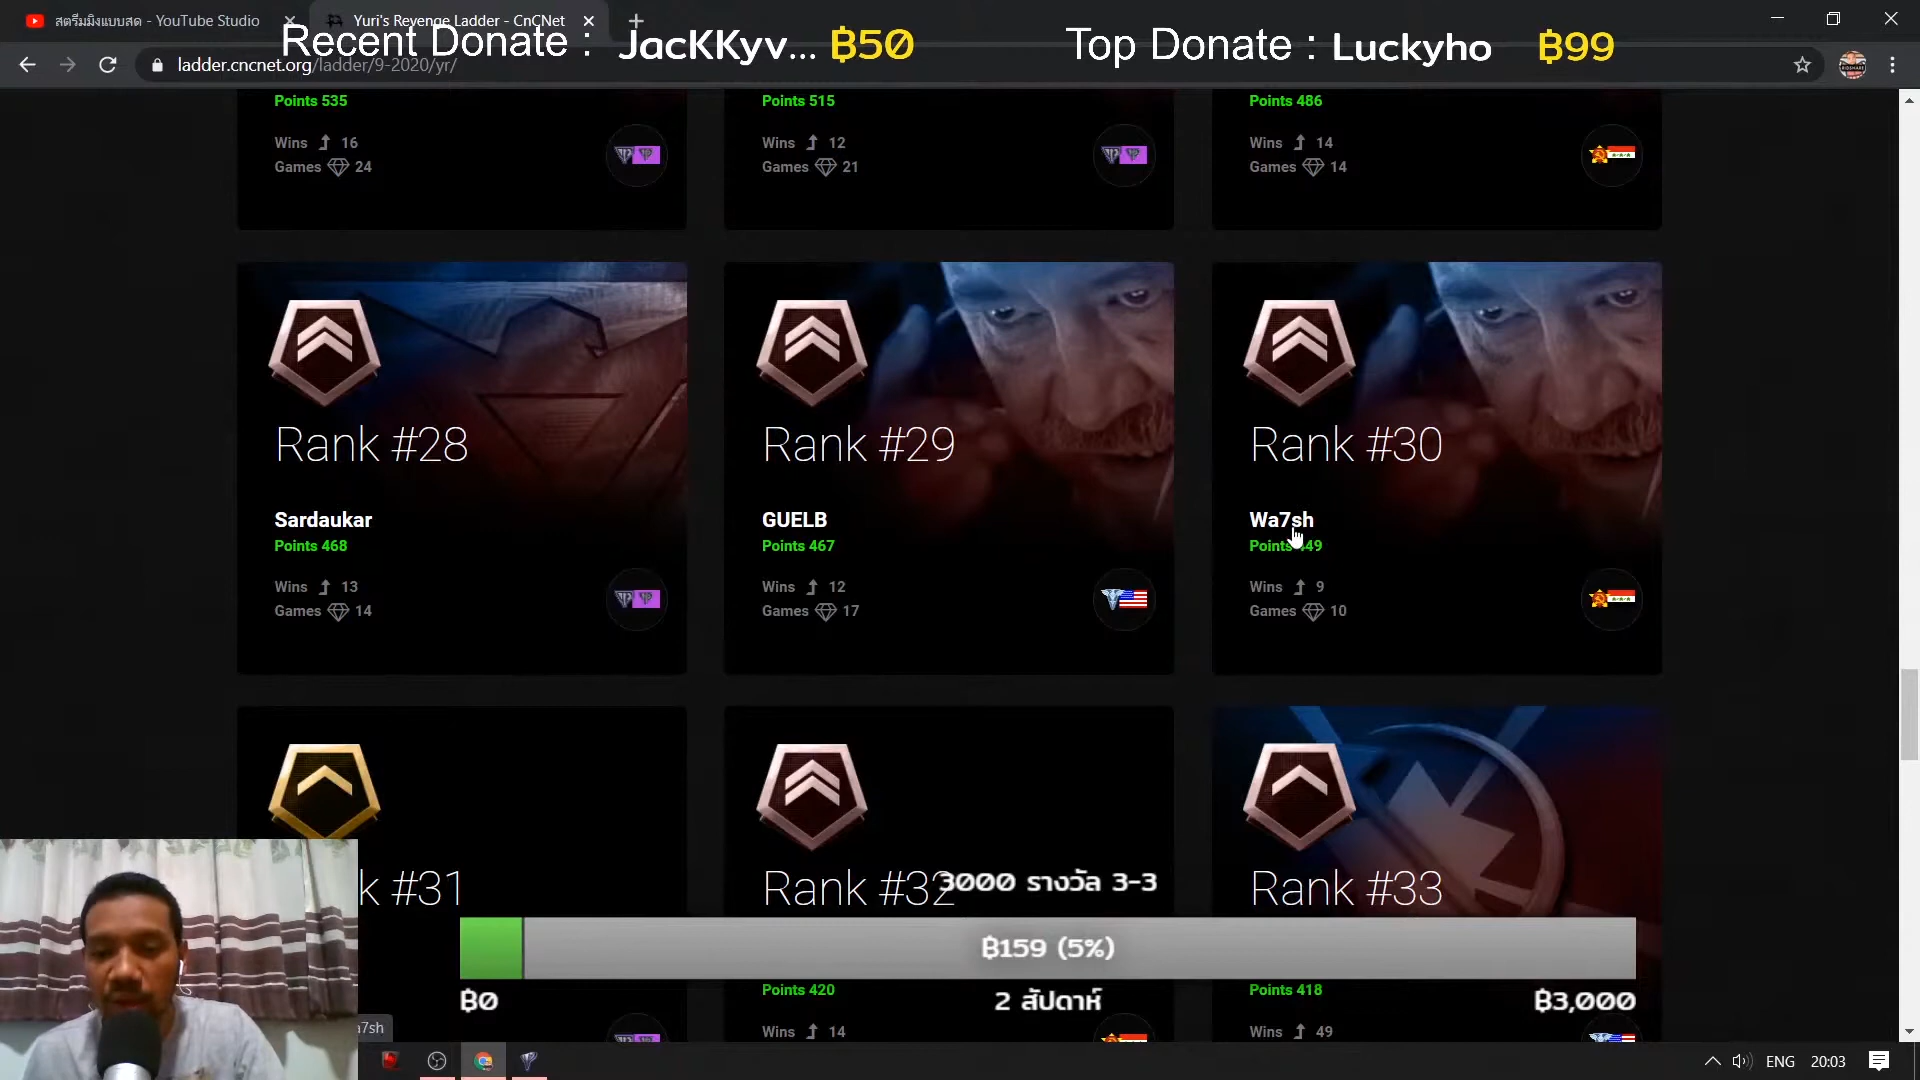 สตรีมมิงแบบสด - YouTube Studio
Yuri's Revenge Ladder - CnCNet
Recent Donate : JacKKyv... ฿50
Top Donate : Luckyho ฿99
ladder.cncnet.org/ladder/9-2020/yr/
Points 535
Wins 16
Games 24
Points 515
Wins 12
Games 21
Points 486
Wins 14
Games 14
Rank #28
Sardaukar
Points 468
Wins 13
Games 14
Rank #29
GUELB
Points 467
Wins 12
Games 17
Rank #30
Wa7sh
Points 449
Wins 9
Games 10
k #31
Rank #32
Points 420
Wins 14
Rank #33
Points 418
Wins 49
3000 รางวัล 3-3
฿159 (5%)
฿0
2 สัปดาห์
฿3,000
a7sh
ENG
20:03